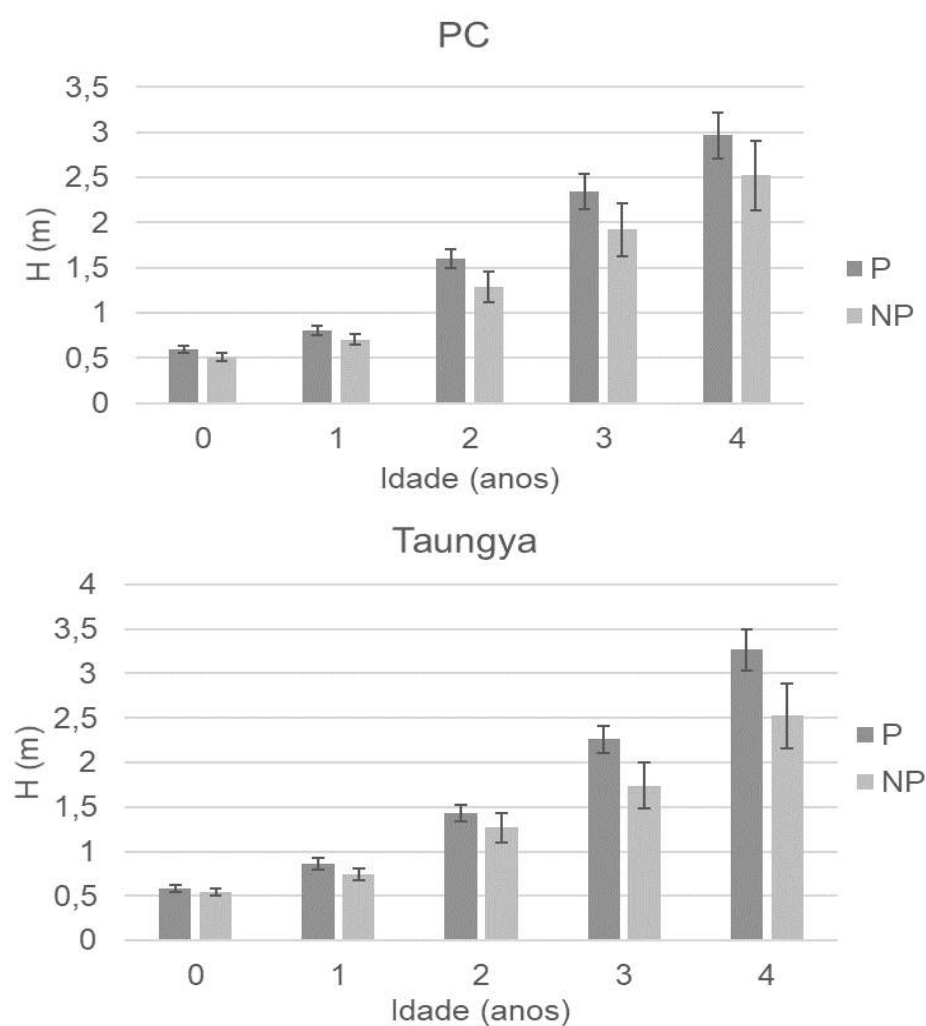 PC
3,5
3
2,5
2
1,5
1
0,5
0
H (m)
0 1 2 3 4
Idade (anos)
P
NP
Taungya
4
3,5
3
2,5
2
1,5
1
0,5
0
H (m)
0 1 2 3 4
Idade (anos)
P
NP